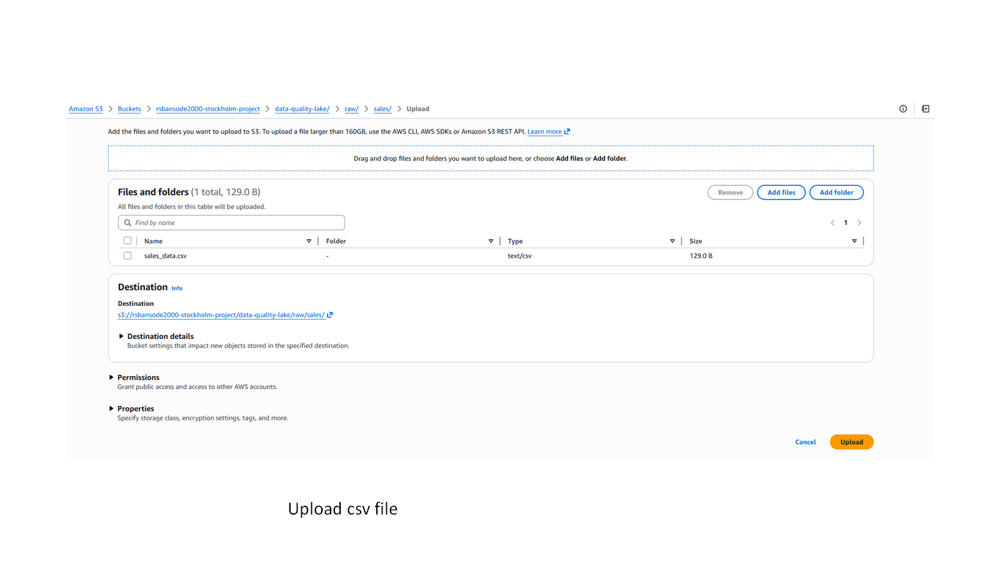 Amazon S3 > Buckets > rsbansode2000-stockholm-project > data-quality-lake/ > raw/ > sales/ > Upload
Add the files and folders you want to upload to S3. To upload a file larger than 160GB, use the AWS CLI, AWS SDKs or Amazon S3 REST API. Learn more
Drag and drop files and folders you want to upload here, or choose Add files or Add folder.
Files and folders (1 total, 129.0 B)
Remove
Add files
Add folder
All files and folders in this table will be uploaded.
Find by name
1
Name Folder Type Size
sales_data.csv - text/csv 129.0 B
Destination Info
Destination
s3://rsbansode2000-stockholm-project/data-quality-lake/raw/sales/
Destination details
Bucket settings that impact new objects stored in the specified destination.
Permissions
Grant public access and access to other AWS accounts.
Properties
Specify storage class, encryption settings, tags, and more.
Cancel
Upload
Upload csv file